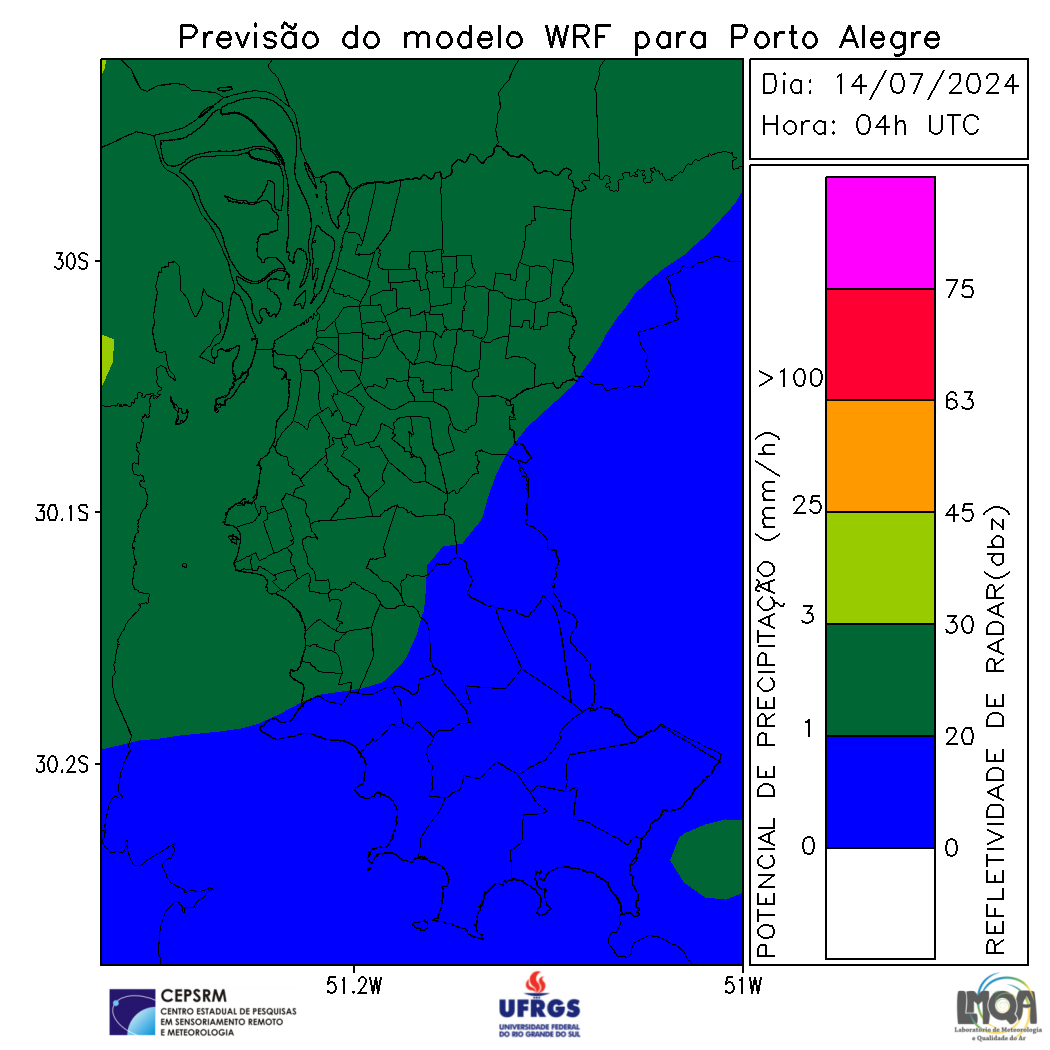 Previsão do modelo WRF para Porto Alegre
Dia: 14/07/2024
Hora: 04h UTC
30S
30.1S
30.2S
51.2W
51W
POTENCIAL DE PRECIPITAÇÃO (mm/h)
>100
25
3
1
0
75
63
45
30
20
0
REFLETIVIDADE DE RADAR(dbz)
CEPSRM
CENTRO ESTADUAL DE PESQUISAS
EM SENSORIAMENTO REMOTO
E METEOROLOGIA
UFRGS
UNIVERSIDADE FEDERAL
DO RIO GRANDE DO SUL
LMQA
Laboratório de Meteorologia
e Qualidade do Ar